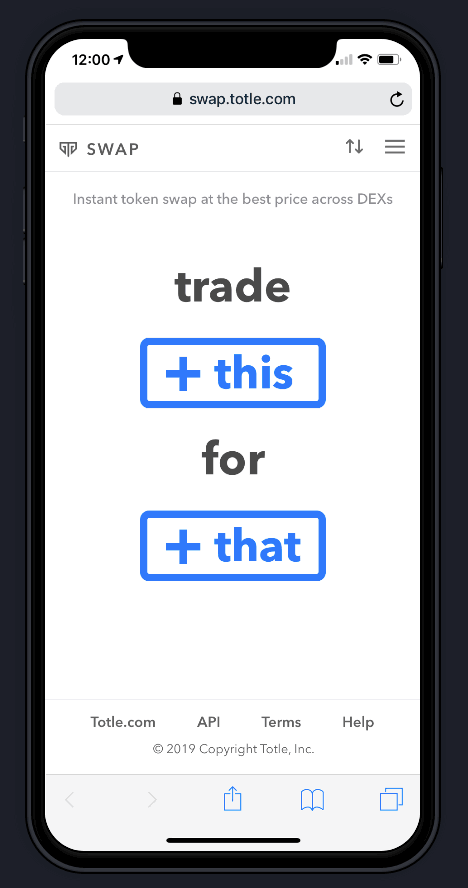 12:00
swap.totle.com
SWAP
Instant token swap at the best price across DEXs
trade
+ this
for
+ that
Totle.com API Terms Help
© 2019 Copyright Totle, Inc.